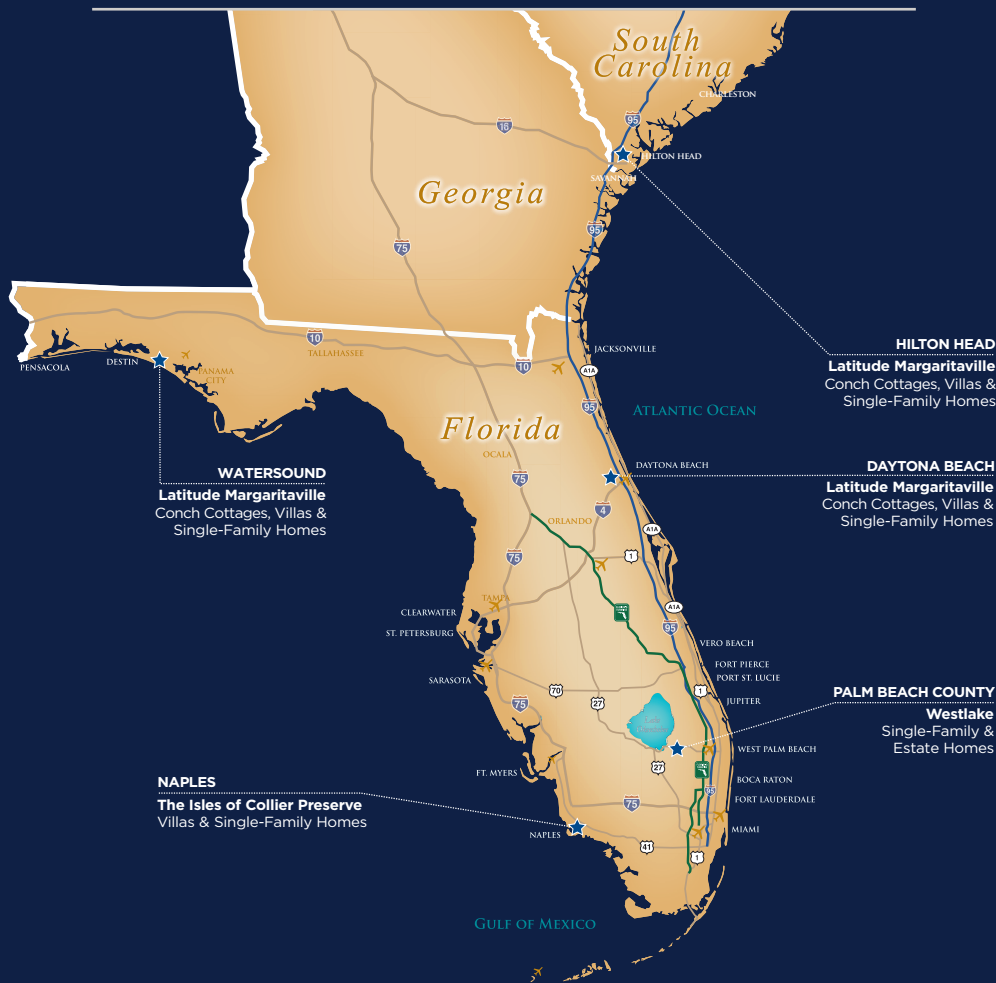 South
Carolina
CHARLESTON
95
16
HILTON HEAD
SAVANNAH
Georgia
95
75
10
TALLAHASSEE
JACKSONVILLE
HILTON HEAD
Latitude Margaritaville
Conch Cottages, Villas &
Single-Family Homes
PENSACOLA
DESTIN
PANAMA
CITY
10
A1A
95
ATLANTIC OCEAN
Florida
OCALA
WATERSOUND
Latitude Margaritaville
Conch Cottages, Villas &
Single-Family Homes
75
DAYTONA BEACH
DAYTONA BEACH
Latitude Margaritaville
Conch Cottages, Villas &
Single-Family Homes
4
ORLANDO
A1A
75
1
TAMPA
A1A
CLEARWATER
ST. PETERSBURG
95
VERO BEACH
FORT PIERCE
PORT ST. LUCIE
SARASOTA
70
27
1
JUPITER
75
PALM BEACH COUNTY
Westlake
Single-Family &
Estate Homes
WEST PALM BEACH
FT. MYERS
27
BOCA RATON
95
FORT LAUDERDALE
NAPLES
The Isles of Collier Preserve
Villas & Single-Family Homes
75
NAPLES
MIAMI
41
1
GULF OF MEXICO